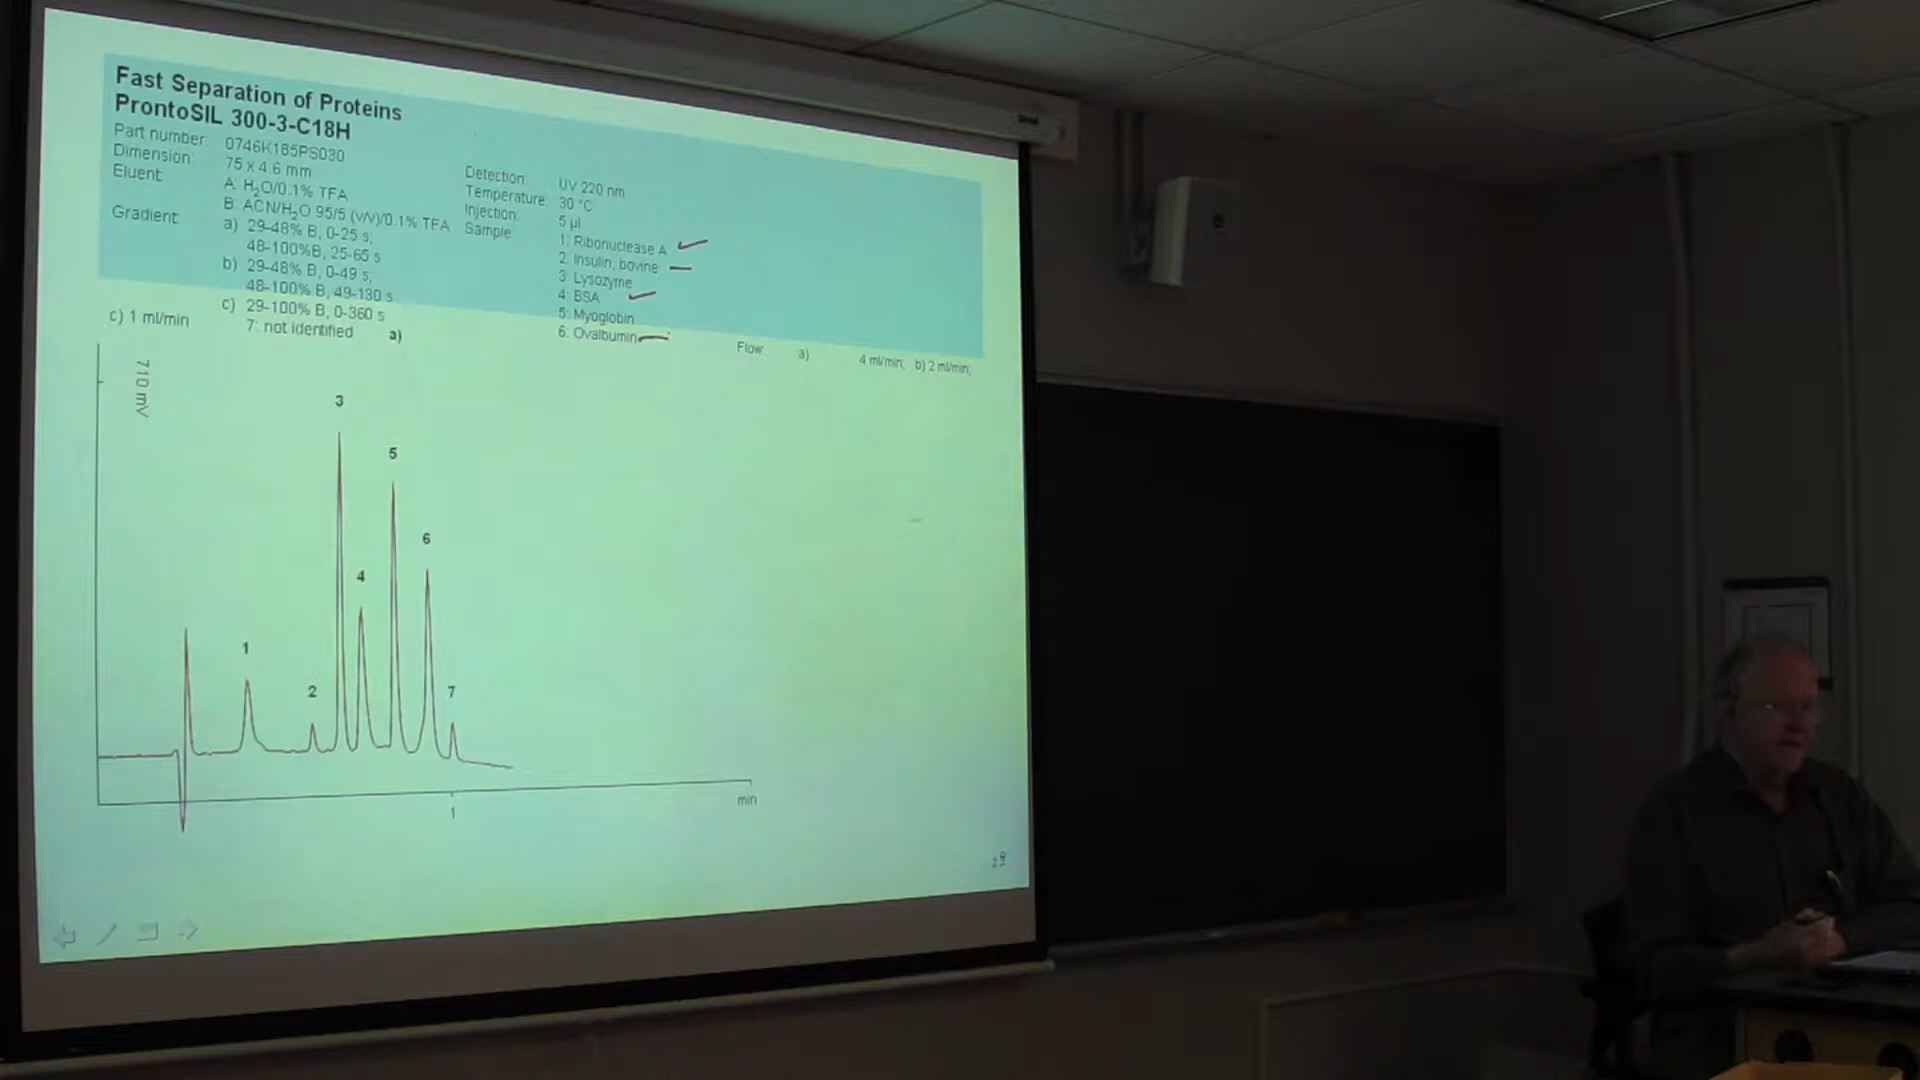 Fast Separation of Proteins
ProntoSIL 300-3-C18H
Part number: 0746K185PS030
Dimension: 75 x 4.6 mm
Eluent: A: H₂O/0.1% TFA
B: ACN/H₂O 95/5 (v/v)/0.1% TFA
Gradient: a) 29-48% B, 0-25 s,
48-100%B, 25-65 s
b) 29-48% B, 0-49 s,
48-100% B, 49-130 s
c) 29-100% B, 0-360 s
7: not identified
Detection: UV 220 nm
Temperature: 30 °C
Injection: 5 µl
Sample: 1: Ribonuclease A
2: Insulin, bovine
3: Lysozyme
4: BSA
5: Myoglobin
6: Ovalbumin
Flow: a) 4 ml/min; b) 2 ml/min;
c) 1 ml/min
a)
710 mV
3
5
6
4
1
2
7
1
min
28